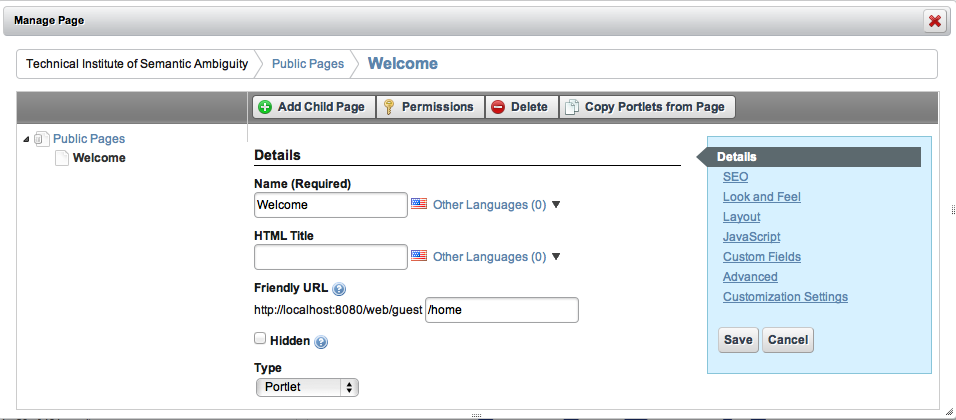 Manage Page
Technical Institute of Semantic Ambiguity Public Pages Welcome
Add Child Page Permissions Delete Copy Portlets from Page
Public Pages
Welcome
Details
Name (Required)
Welcome Other Languages (0)
HTML Title
Other Languages (0)
Friendly URL
http://localhost:8080/web/guest /home
Hidden
Type
Portlet
Details
SEO
Look and Feel
Layout
JavaScript
Custom Fields
Advanced
Customization Settings
Save Cancel